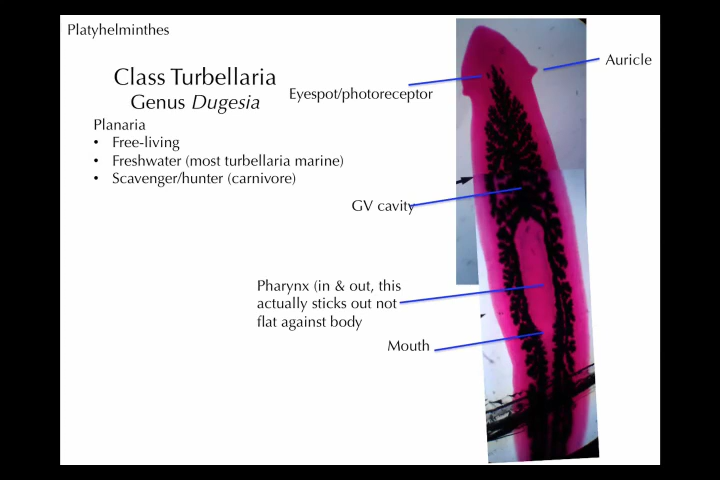 Platyhelminthes
Class Turbellaria
Genus Dugesia
Planaria
• Free-living
• Freshwater (most turbellaria marine)
• Scavenger/hunter (carnivore)
Auricle
Eyespot/photoreceptor
GV cavity
Pharynx (in & out, this
actually sticks out not
flat against body
Mouth